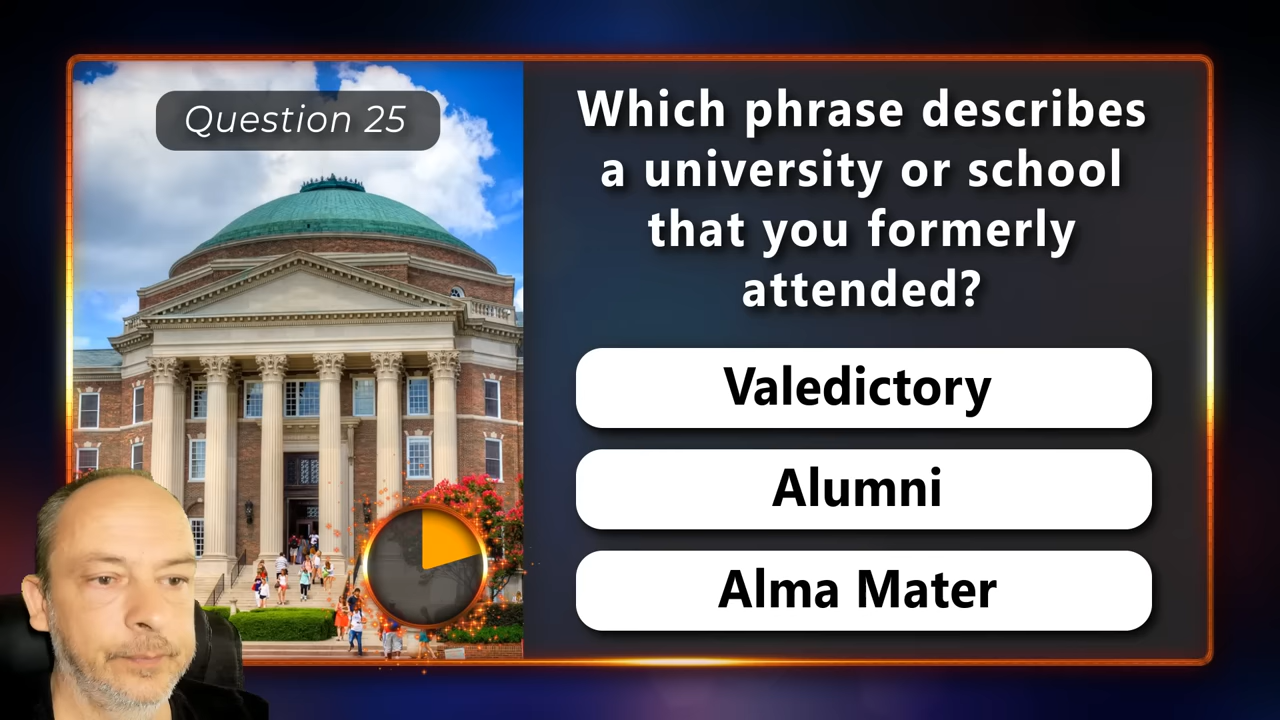 Question 25
Which phrase describes
a university or school
that you formerly
attended?
Valedictory
Alumni
Alma Mater